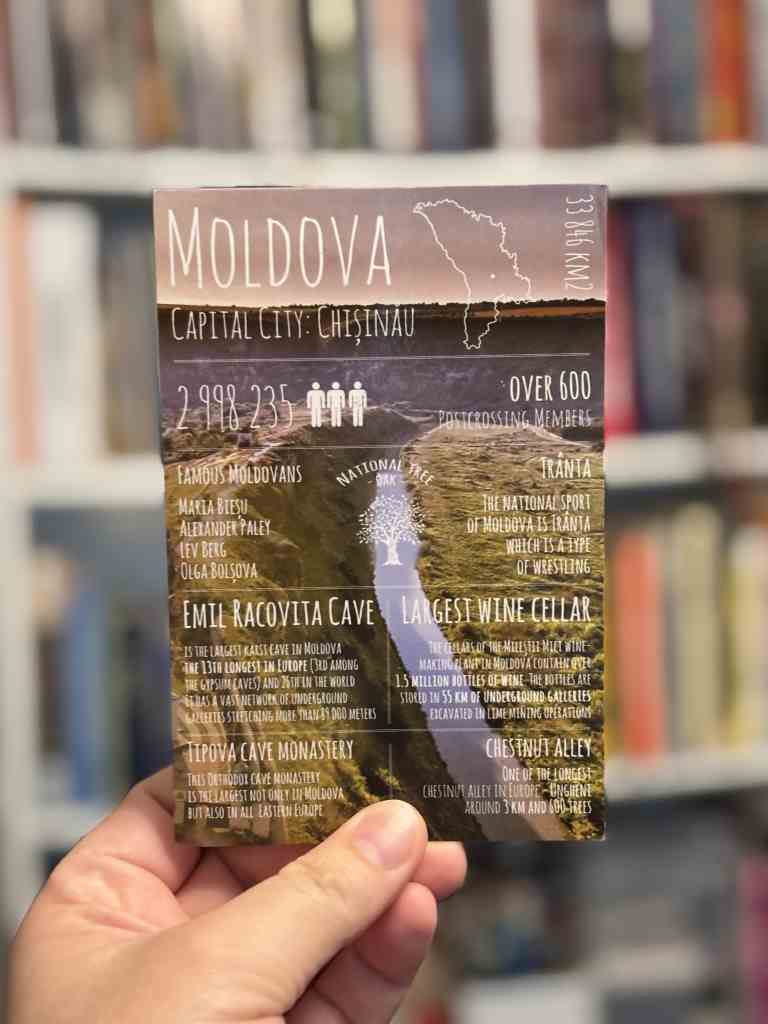 MOLDOVA
33 846 KM2
CAPITAL CITY: CHIȘINĂU
2 998 235
OVER 600
POSTCROSSING MEMBERS
FAMOUS MOLDOVANS
MARIA BIEȘU
ALEXANDER PALEY
LEV BERG
OLGA BOLȘOVA
NATIONAL TREE
- OAK -
TRÂNTA
THE NATIONAL SPORT
OF MOLDOVA IS TRÂNTA
WHICH IS A TYPE
OF WRESTLING
EMIL RACOVITA CAVE
IS THE LARGEST KARST CAVE IN MOLDOVA
THE 13TH LONGEST IN EUROPE (3RD AMONG
THE GYPSUM CAVES) AND 26TH IN THE WORLD
IT HAS A VAST NETWORK OF UNDERGROUND
GALLERIES STRETCHING MORE THAN 89 000 METERS
LARGEST WINE CELLAR
THE CELLARS OF THE MILEȘTII MICI WINE-
MAKING PLANT IN MOLDOVA CONTAIN OVER
1.5 MILLION BOTTLES OF WINE. THE BOTTLES ARE
STORED IN 55 KM OF UNDERGROUND GALLERIES
EXCAVATED IN LIME MINING OPERATIONS
TIPOVA CAVE MONASTERY
THIS ORTHODOX CAVE MONASTERY
IS THE LARGEST NOT ONLY IN MOLDOVA
BUT ALSO IN ALL EASTERN EUROPE
CHESTNUT ALLEY
ONE OF THE LONGEST
CHESTNUT ALLEY IN EUROPE - UNGHENI
AROUND 3 KM AND 600 TREES